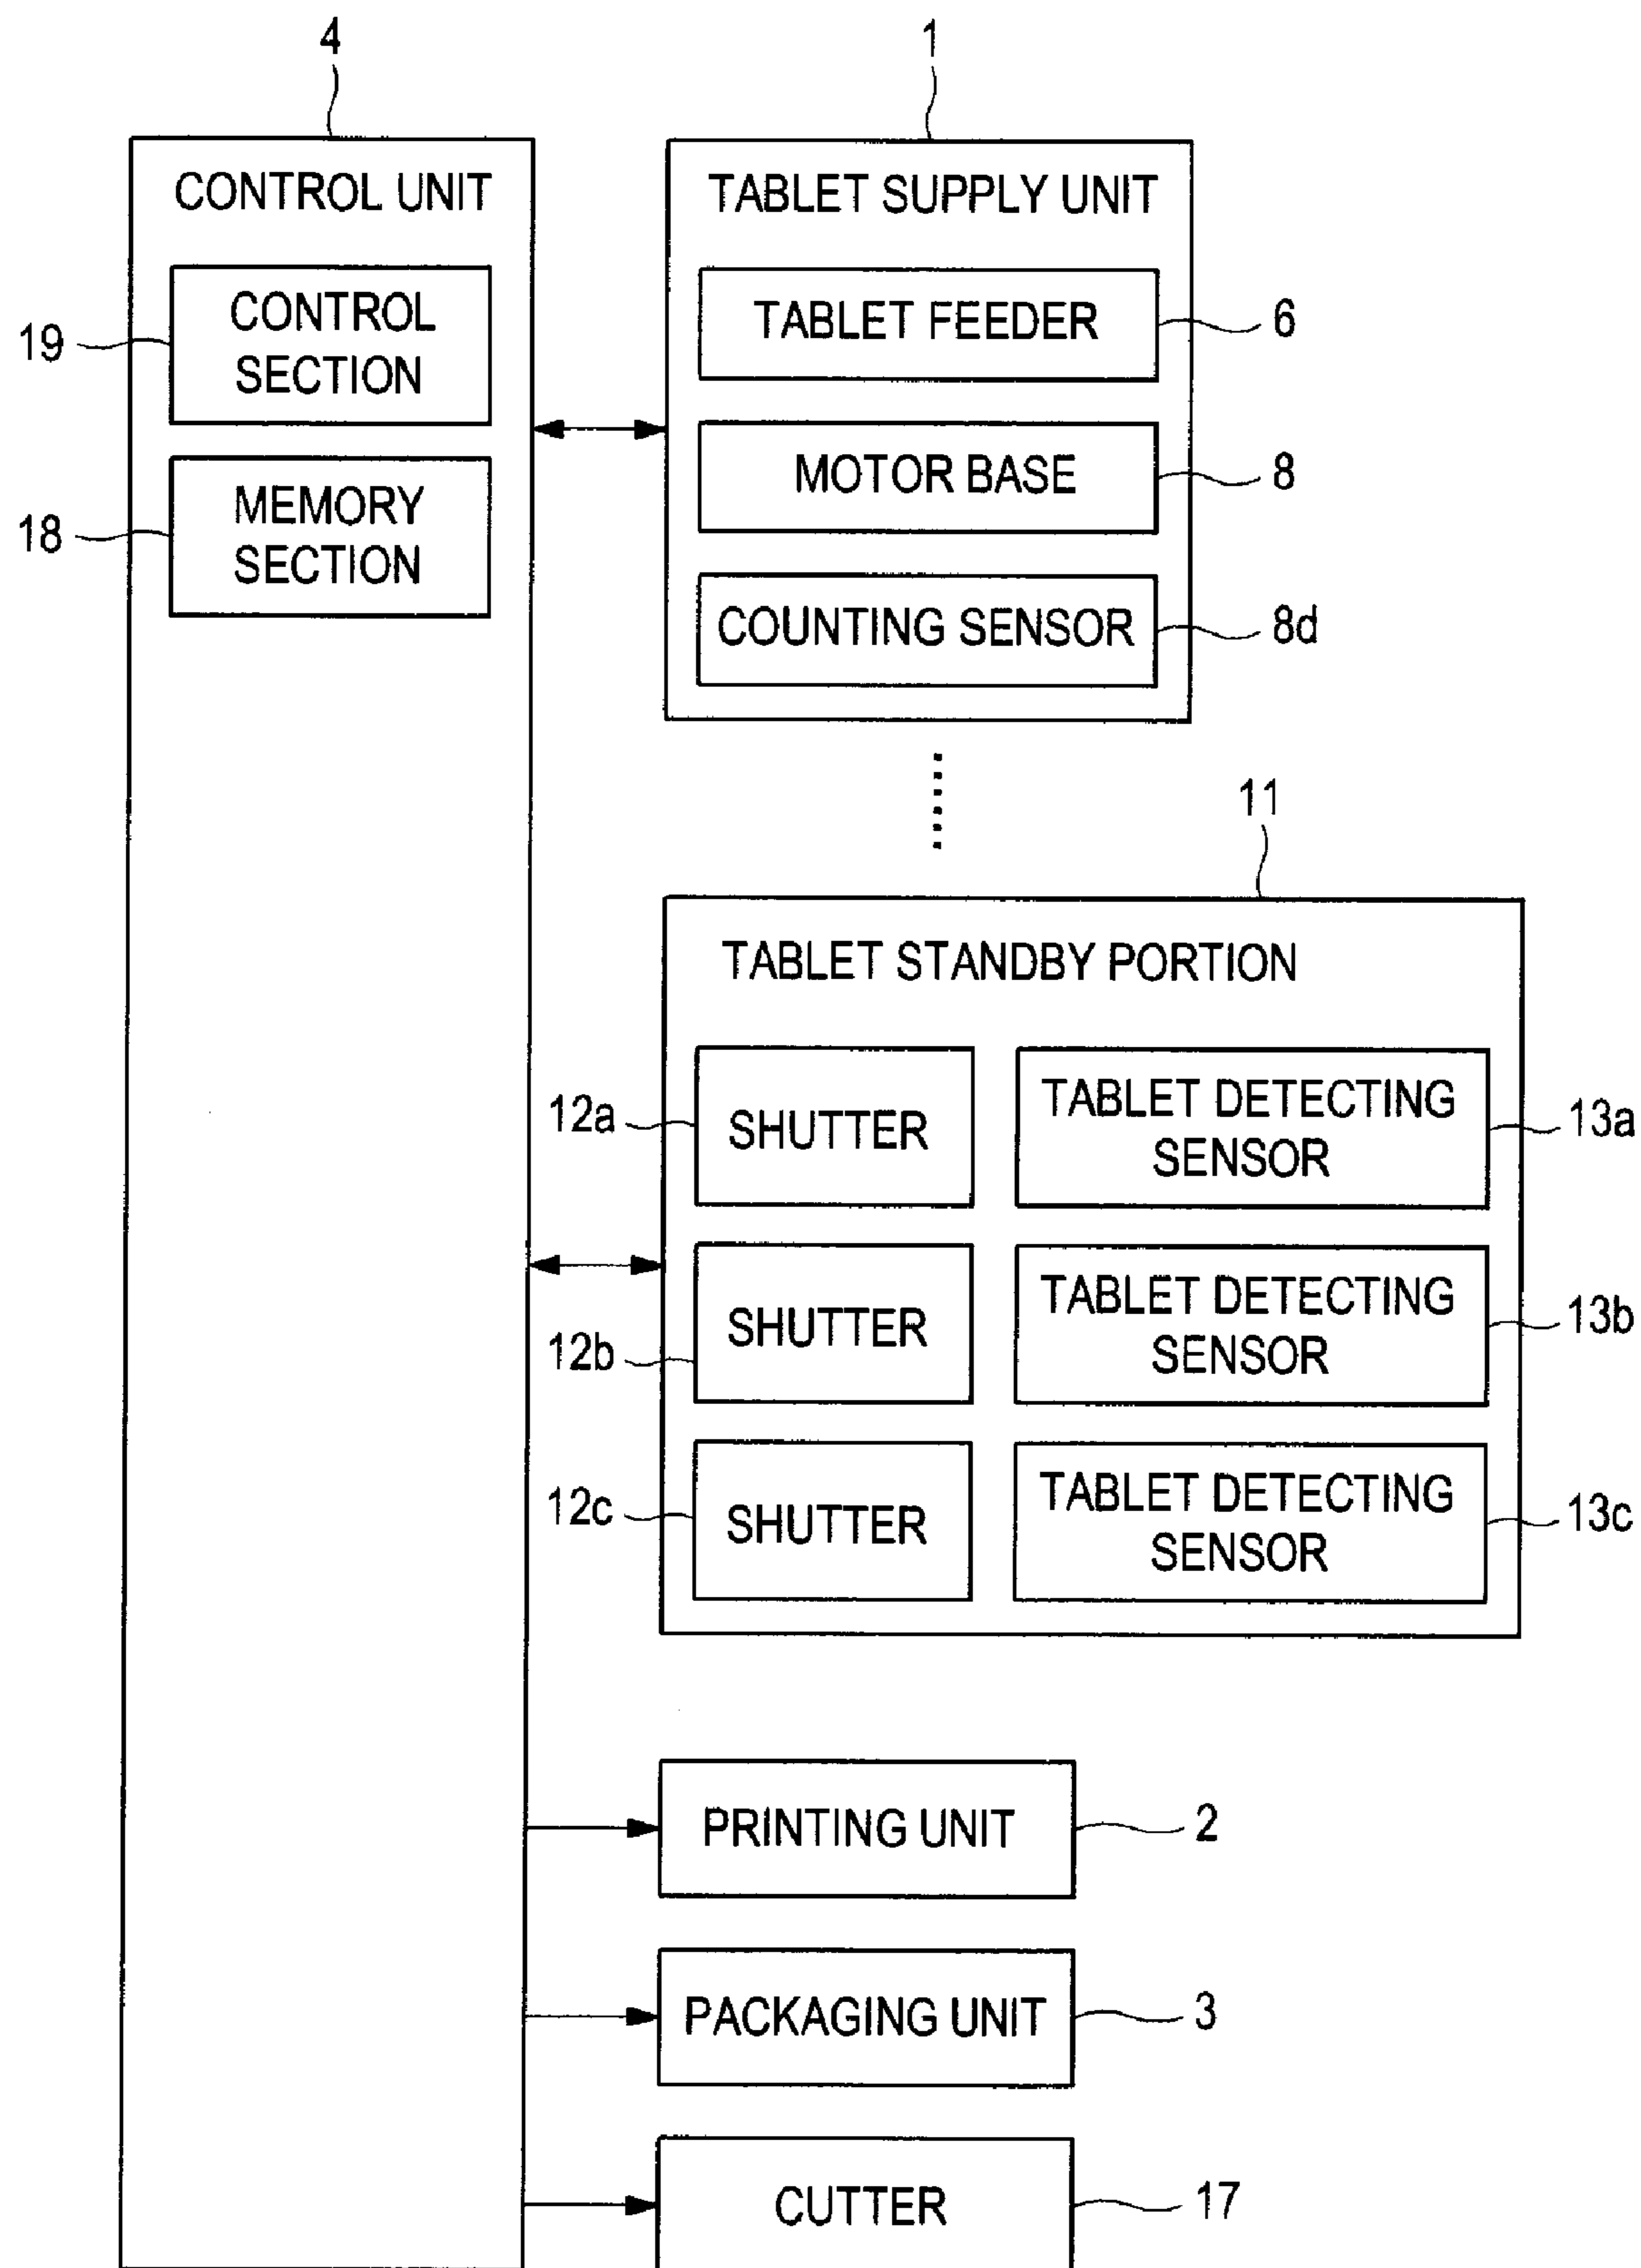 4
1
CONTROL UNIT
TABLET SUPPLY UNIT
CONTROL
SECTION
19
TABLET FEEDER
6
MEMORY
SECTION
18
MOTOR BASE
8
COUNTING SENSOR
8d
11
TABLET STANDBY PORTION
12a
SHUTTER
TABLET DETECTING
SENSOR
13a
12b
SHUTTER
TABLET DETECTING
SENSOR
13b
12c
SHUTTER
TABLET DETECTING
SENSOR
13c
PRINTING UNIT
2
PACKAGING UNIT
3
CUTTER
17